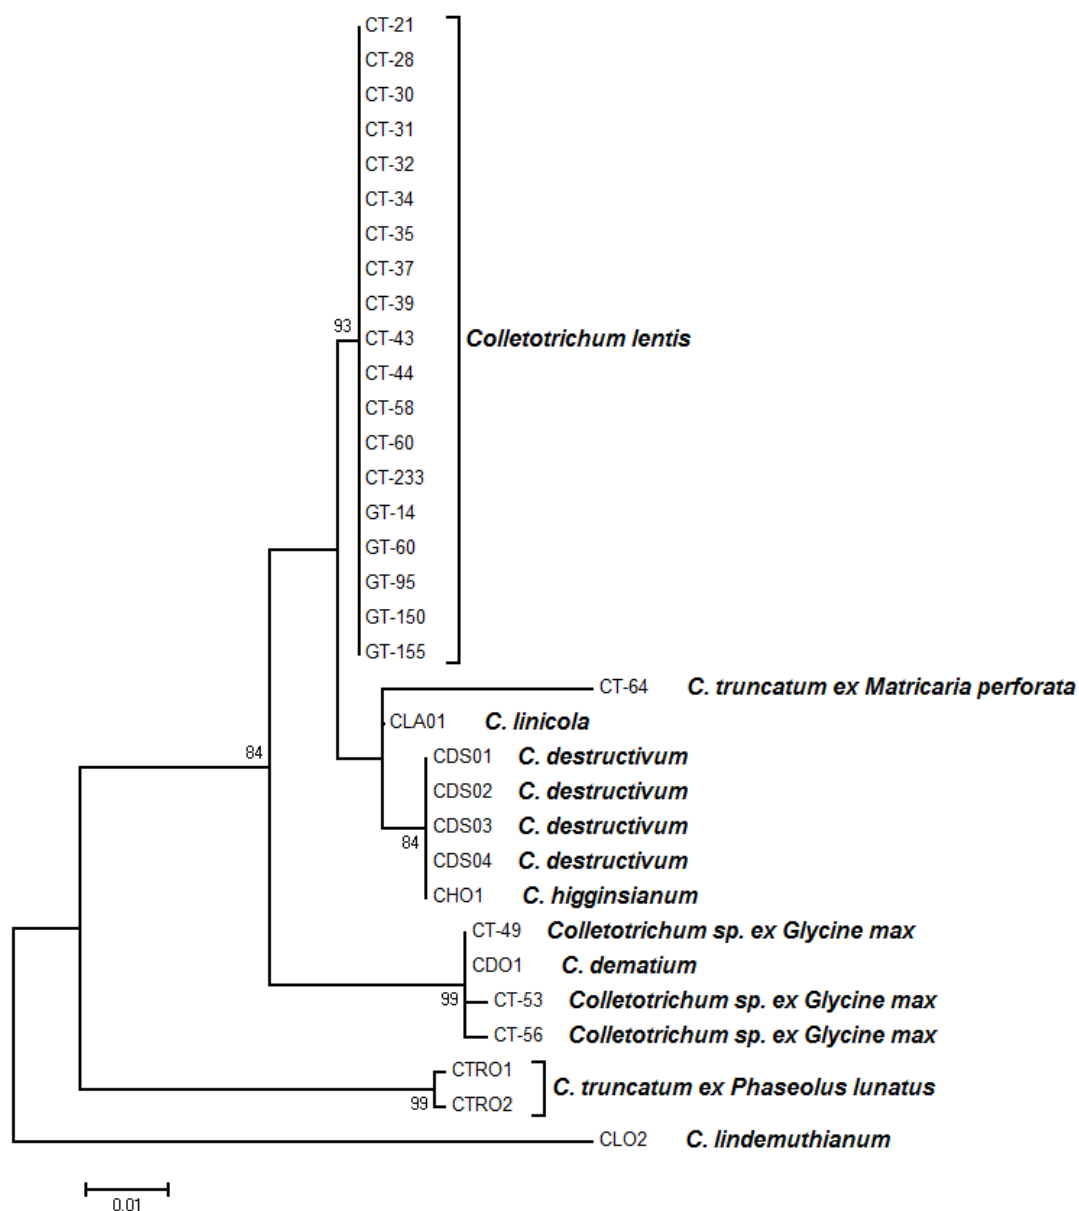 CT-21
CT-28
CT-30
CT-31
CT-32
CT-34
CT-35
CT-37
CT-39
93
CT-43 Colletotrichum lentis
CT-44
CT-58
CT-60
CT-233
GT-14
GT-60
GT-95
GT-150
GT-155
CT-64 C. truncatum ex Matricaria perforata
CLA01 C. linicola
84
CDS01 C. destructivum
CDS02 C. destructivum
CDS03 C. destructivum
84
CDS04 C. destructivum
CHO1 C. higginsianum
CT-49 Colletotrichum sp. ex Glycine max
CDO1 C. dematium
99
CT-53 Colletotrichum sp. ex Glycine max
CT-56 Colletotrichum sp. ex Glycine max
CTRO1
C. truncatum ex Phaseolus lunatus
99
CTRO2
CLO2 C. lindemuthianum
0.01